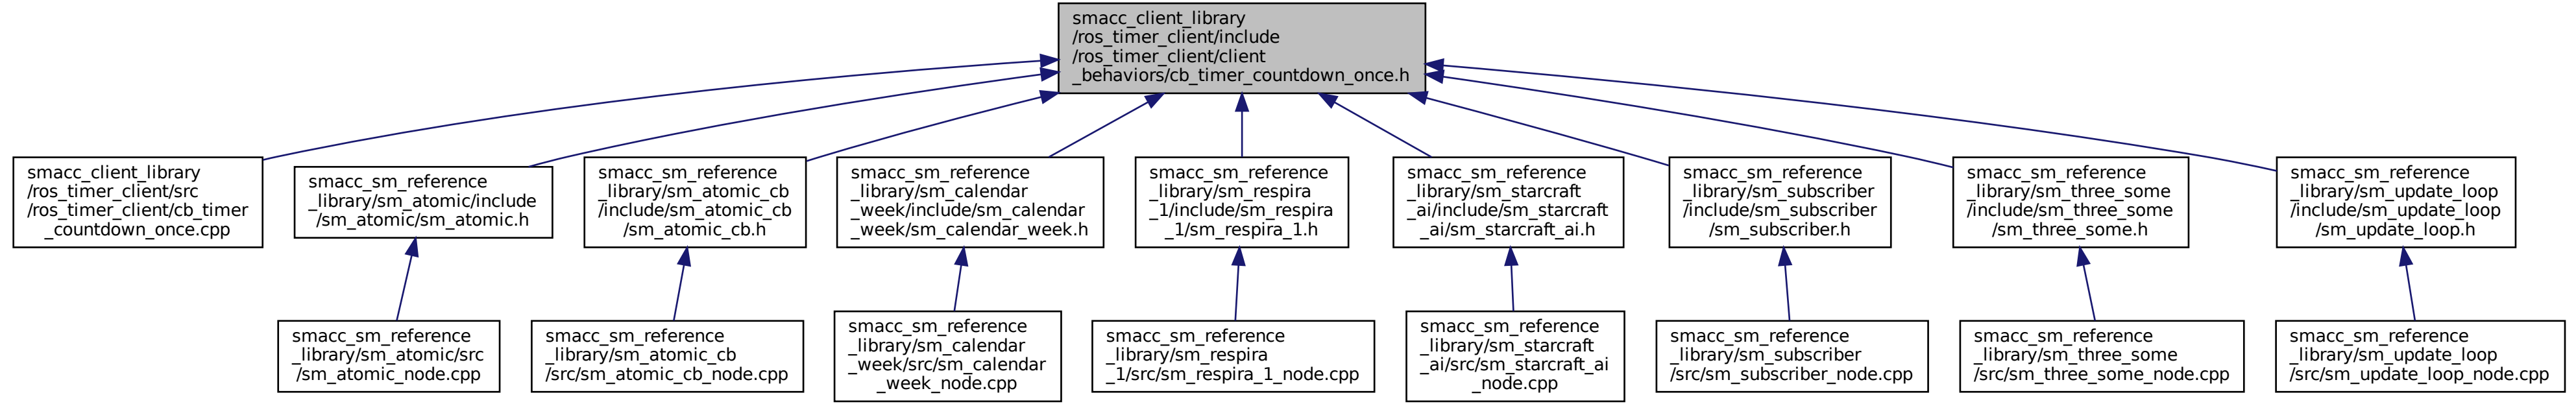 smacc_client_library
/ros_timer_client/include
/ros_timer_client/client
_behaviors/cb_timer_countdown_once.h
smacc_client_library
/ros_timer_client/src
/ros_timer_client/cb_timer
_countdown_once.cpp
smacc_sm_reference
_library/sm_atomic/include
/sm_atomic/sm_atomic.h
smacc_sm_reference
_library/sm_atomic_cb
/include/sm_atomic_cb
/sm_atomic_cb.h
smacc_sm_reference
_library/sm_calendar
_week/include/sm_calendar
_week/sm_calendar_week.h
smacc_sm_reference
_library/sm_respira
_1/include/sm_respira
_1/sm_respira_1.h
smacc_sm_reference
_library/sm_starcraft
_ai/include/sm_starcraft
_ai/sm_starcraft_ai.h
smacc_sm_reference
_library/sm_subscriber
/include/sm_subscriber
/sm_subscriber.h
smacc_sm_reference
_library/sm_three_some
/include/sm_three_some
/sm_three_some.h
smacc_sm_reference
_library/sm_update_loop
/include/sm_update_loop
/sm_update_loop.h
smacc_sm_reference
_library/sm_atomic/src
/sm_atomic_node.cpp
smacc_sm_reference
_library/sm_atomic_cb
/src/sm_atomic_cb_node.cpp
smacc_sm_reference
_library/sm_calendar
_week/src/sm_calendar
_week_node.cpp
smacc_sm_reference
_library/sm_respira
_1/src/sm_respira_1_node.cpp
smacc_sm_reference
_library/sm_starcraft
_ai/src/sm_starcraft_ai
_node.cpp
smacc_sm_reference
_library/sm_subscriber
/src/sm_subscriber_node.cpp
smacc_sm_reference
_library/sm_three_some
/src/sm_three_some_node.cpp
smacc_sm_reference
_library/sm_update_loop
/src/sm_update_loop_node.cpp